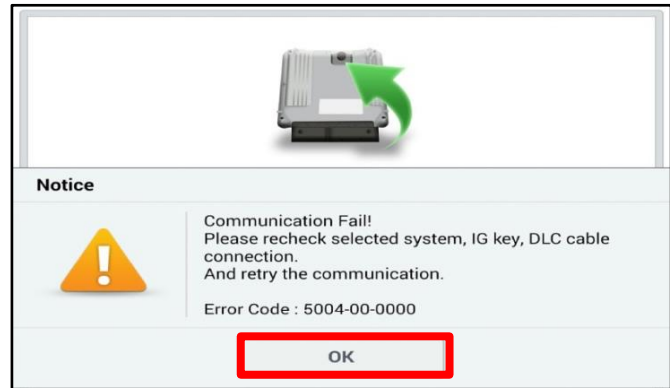 Notice
Communication Fail!
Please recheck selected system, IG key, DLC cable
connection.
And retry the communication.
Error Code : 5004-00-0000
OK